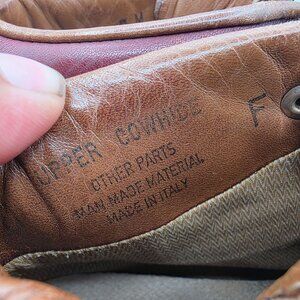 UPPER COWHIDE F
OTHER PARTS
MAN MADE MATERIAL
MADE IN ITALY